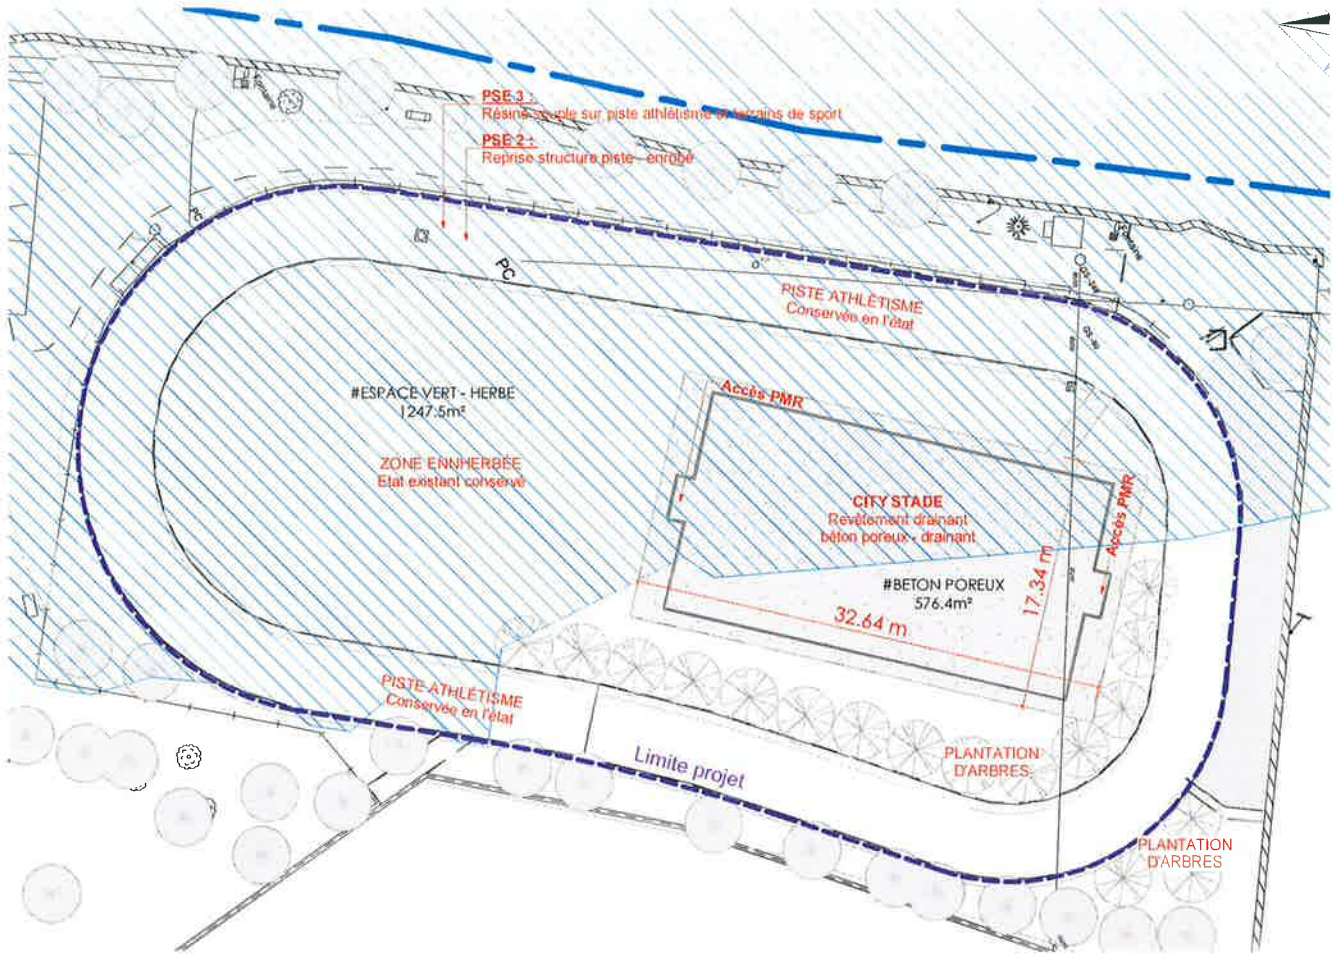 PSE 3 :
Résine souple sur piste athlétisme et terrains de sport
PSE 2 :
Reprise structure piste - enrobé
PC
PC
PISTE ATHLÉTISME
Conservée en l'état
#ESPACE VERT - HERBE
1247.5m²
ZONE ENNHERBÉE
Etat existant conservé
Accès PMR
Accès PMR
CITY STADE
Revêtement drainant
béton poreux - drainant
#BETON POREUX
576.4m²
17.34 m
32.64 m
PISTE ATHLÉTISME
Conservée en l'état
Limite projet
PLANTATION
D'ARBRES
PLANTATION
D'ARBRES